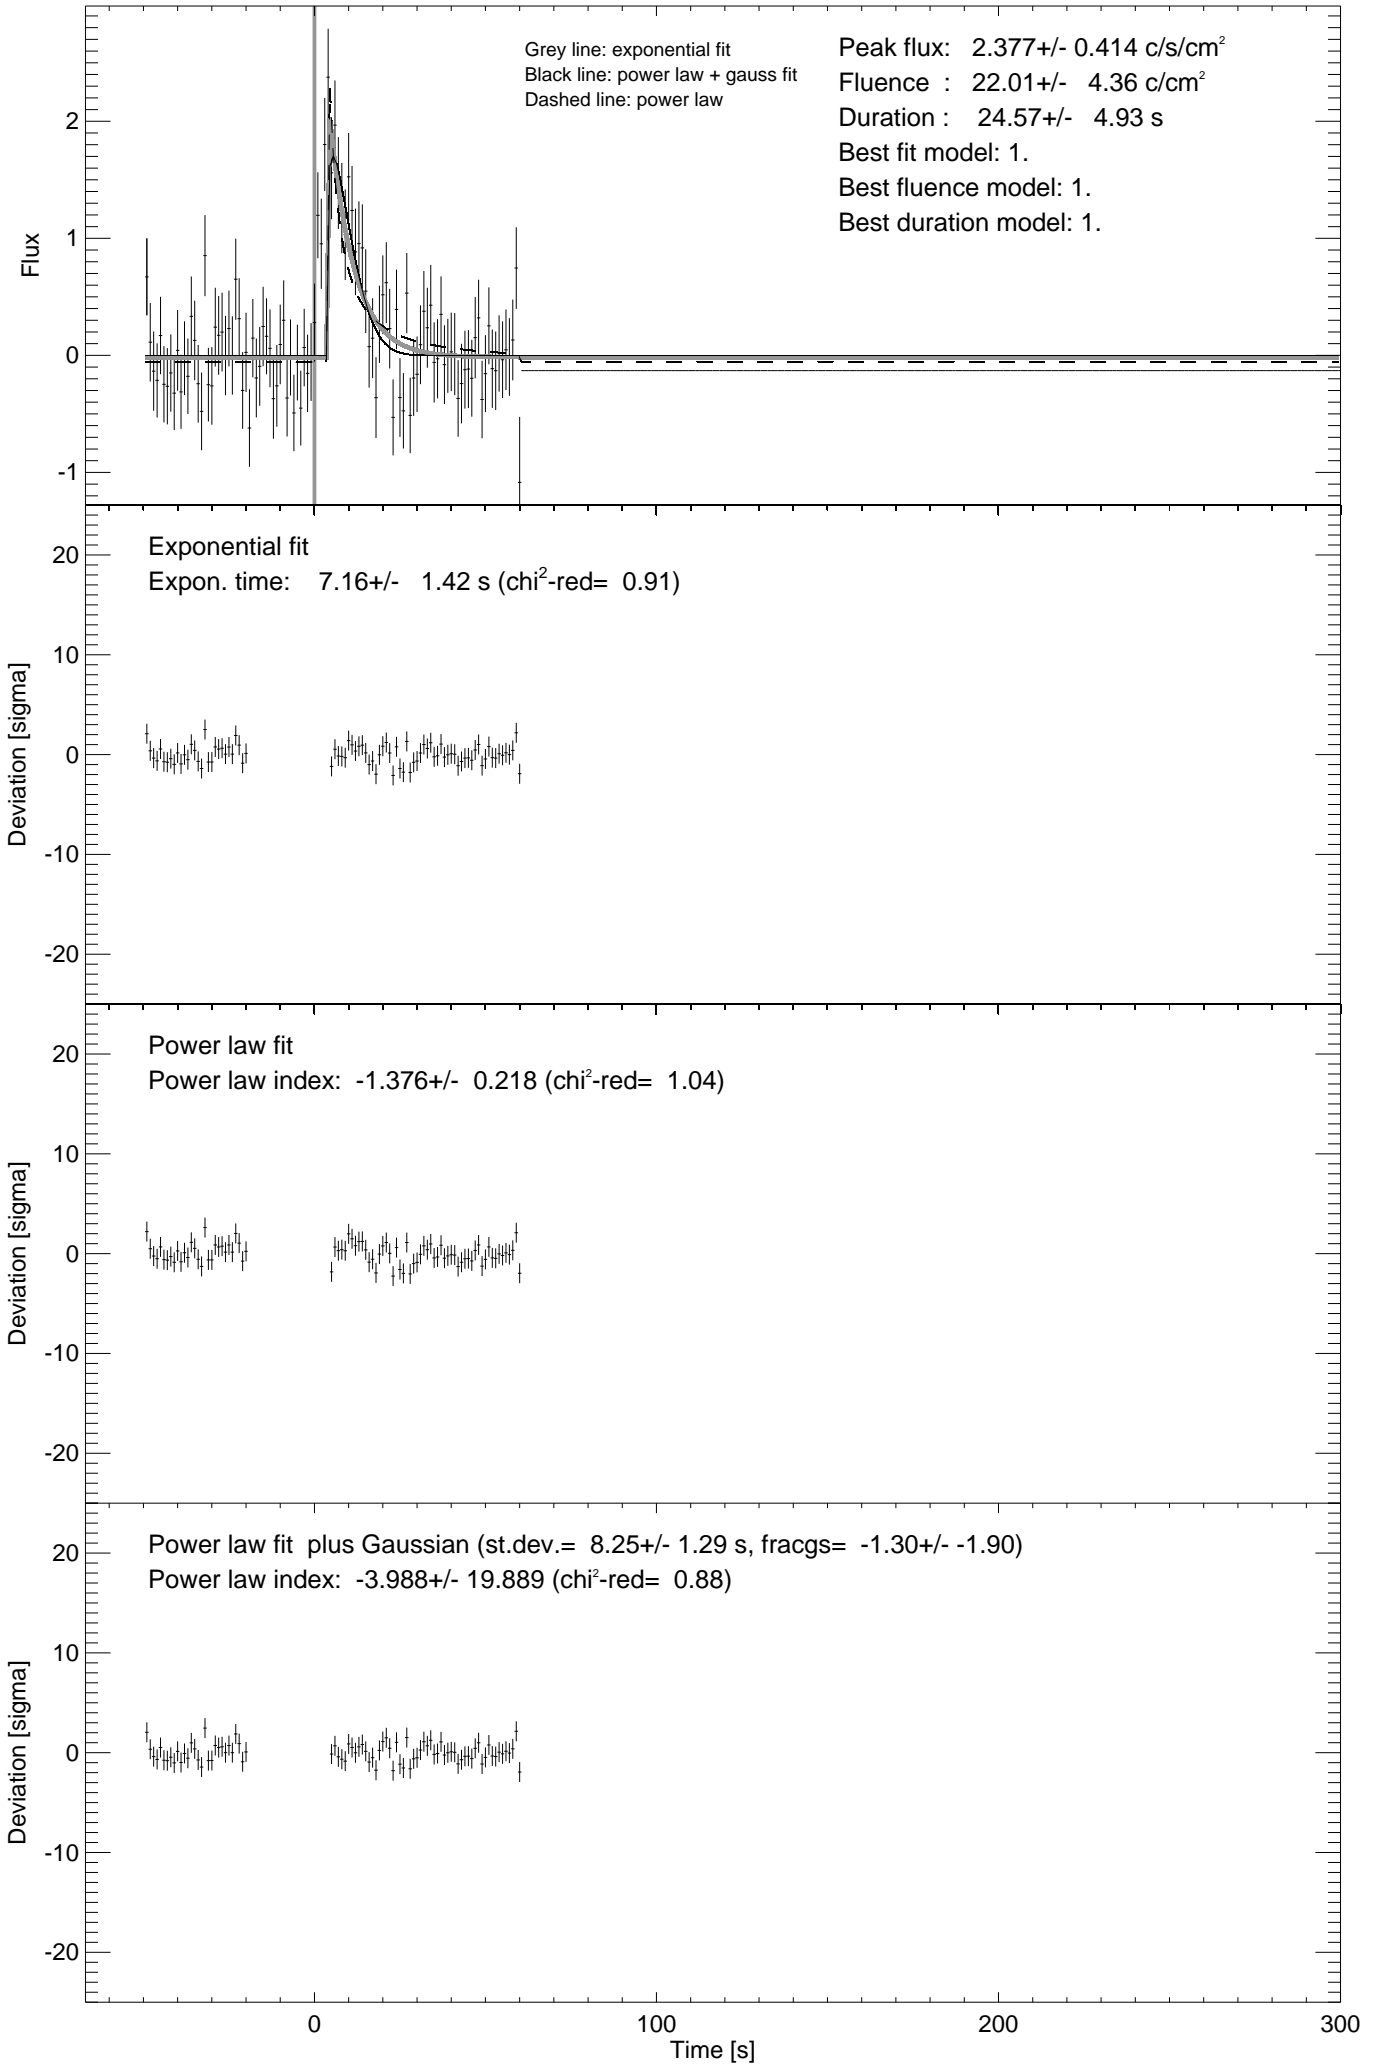 Grey line: exponential fit
Black line: power law + gauss fit
Dashed line: power law
Peak flux: 2.377+/- 0.414 c/s/cm²
Fluence : 22.01+/- 4.36 c/cm²
Duration : 24.57+/- 4.93 s
Best fit model: 1.
Best fluence model: 1.
Best duration model: 1.
Flux
2
1
0
-1
Exponential fit
Expon. time: 7.16+/- 1.42 s (chi²-red= 0.91)
Deviation [sigma]
20
10
0
-10
-20
Power law fit
Power law index: -1.376+/- 0.218 (chi²-red= 1.04)
Deviation [sigma]
20
10
0
-10
-20
Power law fit plus Gaussian (st.dev.= 8.25+/- 1.29 s, fracgs= -1.30+/- -1.90)
Power law index: -3.988+/- 19.889 (chi²-red= 0.88)
Deviation [sigma]
20
10
0
-10
-20
0 100 200 300
Time [s]